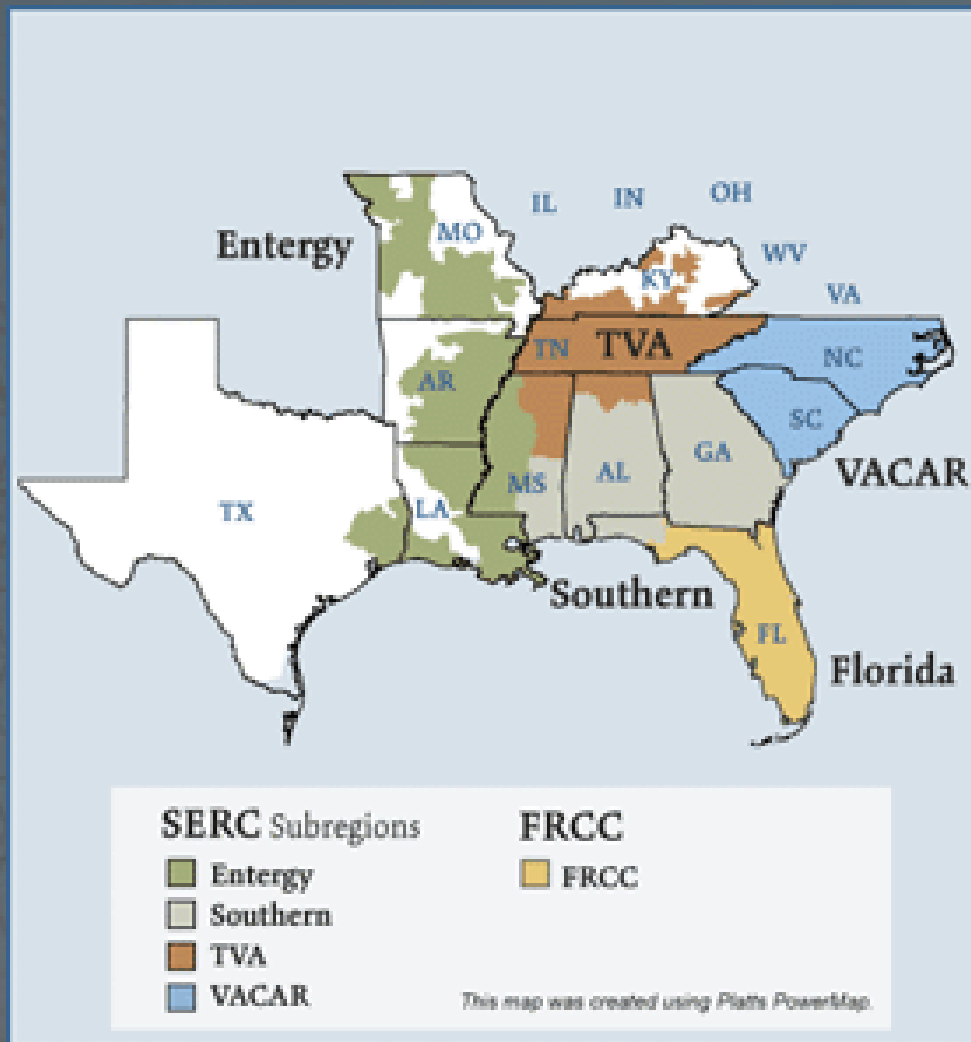 IL
IN
OH
MO
Entergy
WV
KY
VA
TN
TVA
NC
AR
SC
GA
VACAR
MS
AL
LA
TX
Southern
FL
Florida
SERC Subregions
Entergy
Southern
TVA
VACAR
FRCC
FRCC
This map was created using Platts PowerMap.